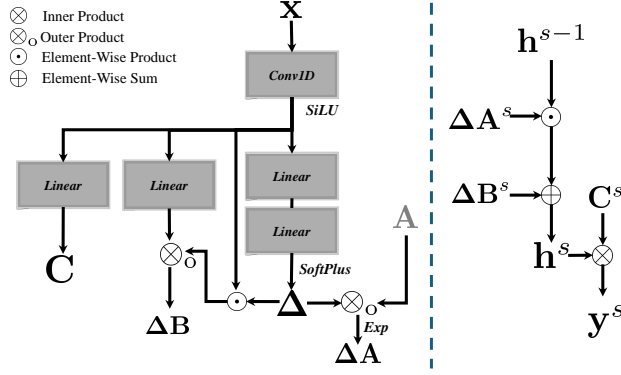 Inner Product
O Outer Product
Element-Wise Product
Element-Wise Sum
x
Conv1D
SiLU
Linear
Linear
Linear
Linear
SoftPlus
A
C
O
Δ
O
Exp
ΔB
ΔA
h^{s−1}
ΔA^s
ΔB^s
C^s
h^s
y^s